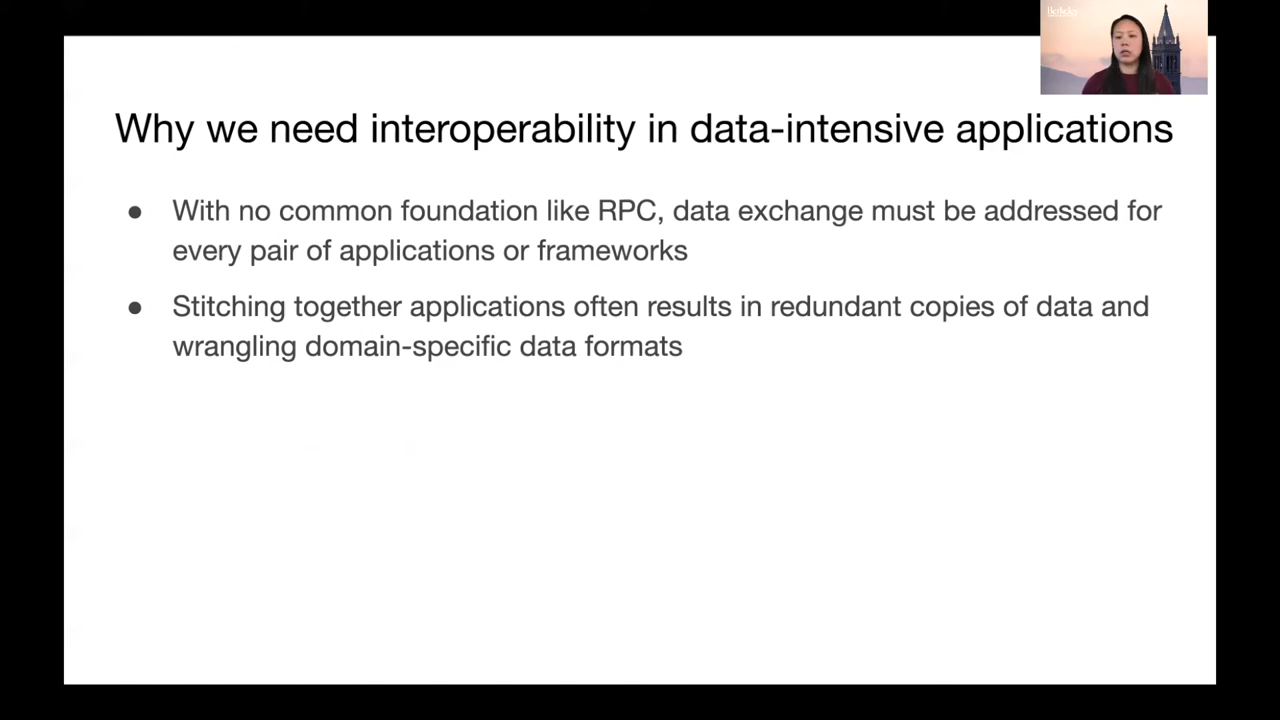 Berkeley
Why we need interoperability in data-intensive applications
● With no common foundation like RPC, data exchange must be addressed for
every pair of applications or frameworks
● Stitching together applications often results in redundant copies of data and
wrangling domain-specific data formats